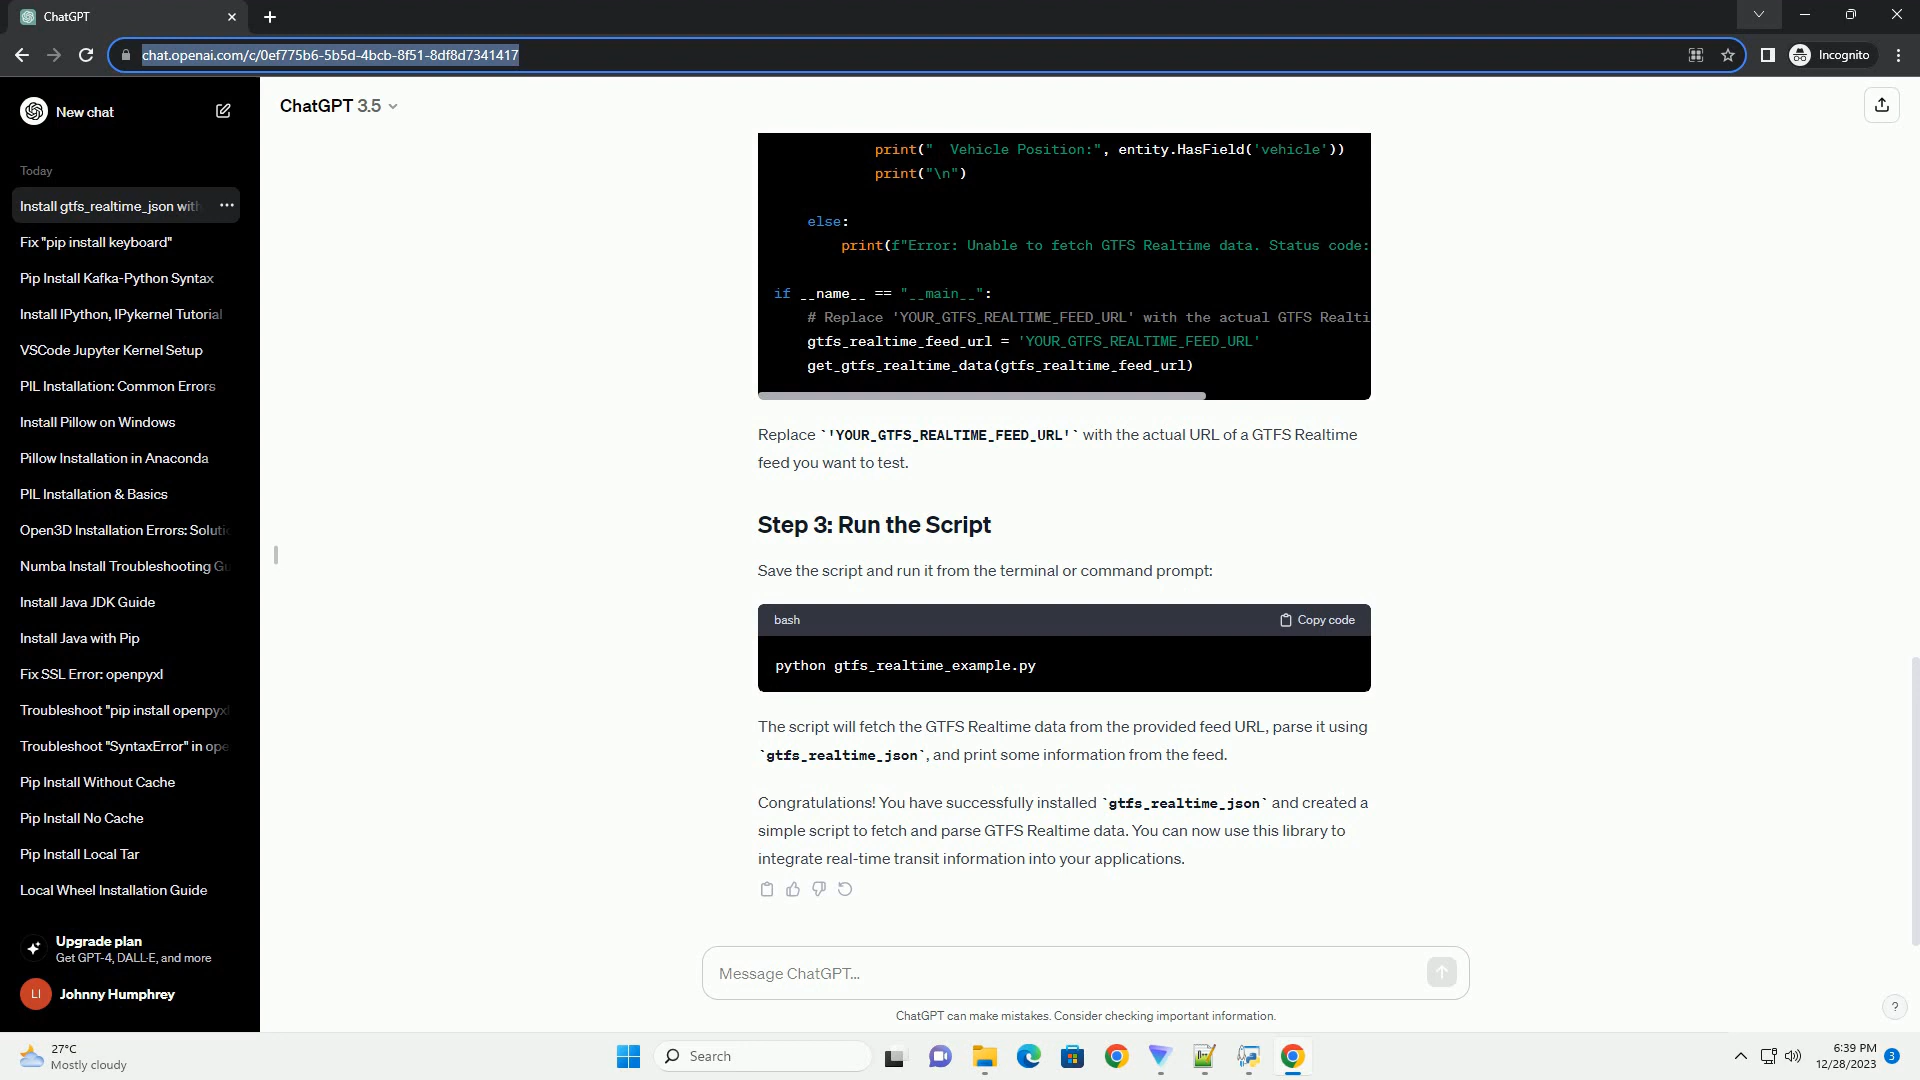 ChatGPT
chat.openai.com/c/0ef775b6-5b5d-4bcb-8f51-8df8d7341417
Incognito
New chat
ChatGPT 3.5
Today
Install gtfs_realtime_json with
Fix "pip install keyboard"
Pip Install Kafka-Python Syntax
Install IPython, IPykernel Tutorial
VSCode Jupyter Kernel Setup
PIL Installation: Common Errors
Install Pillow on Windows
Pillow Installation in Anaconda
PIL Installation & Basics
Open3D Installation Errors: Soluti
Numba Install Troubleshooting Gu
Install Java JDK Guide
Install Java with Pip
Fix SSL Error: openpyxl
Troubleshoot "pip install openpyxl
Troubleshoot "SyntaxError" in ope
Pip Install Without Cache
Pip Install No Cache
Pip Install Local Tar
Local Wheel Installation Guide
Upgrade plan
Get GPT-4, DALL·E, and more
LI
Johnny Humphrey
print("  Vehicle Position:", entity.HasField('vehicle'))
print("\n")
else:
print(f"Error: Unable to fetch GTFS Realtime data. Status code:
if __name__ == "__main__":
# Replace 'YOUR_GTFS_REALTIME_FEED_URL' with the actual GTFS Realti
gtfs_realtime_feed_url = 'YOUR_GTFS_REALTIME_FEED_URL'
get_gtfs_realtime_data(gtfs_realtime_feed_url)
Replace `'YOUR_GTFS_REALTIME_FEED_URL'` with the actual URL of a GTFS Realtime
feed you want to test.
Step 3: Run the Script
Save the script and run it from the terminal or command prompt:
bash
Copy code
python gtfs_realtime_example.py
The script will fetch the GTFS Realtime data from the provided feed URL, parse it using
`gtfs_realtime_json`, and print some information from the feed.
Congratulations! You have successfully installed `gtfs_realtime_json` and created a
simple script to fetch and parse GTFS Realtime data. You can now use this library to
integrate real-time transit information into your applications.
Message ChatGPT...
ChatGPT can make mistakes. Consider checking important information.
?
27°C
Mostly cloudy
Search
6:39 PM
12/28/2023
3